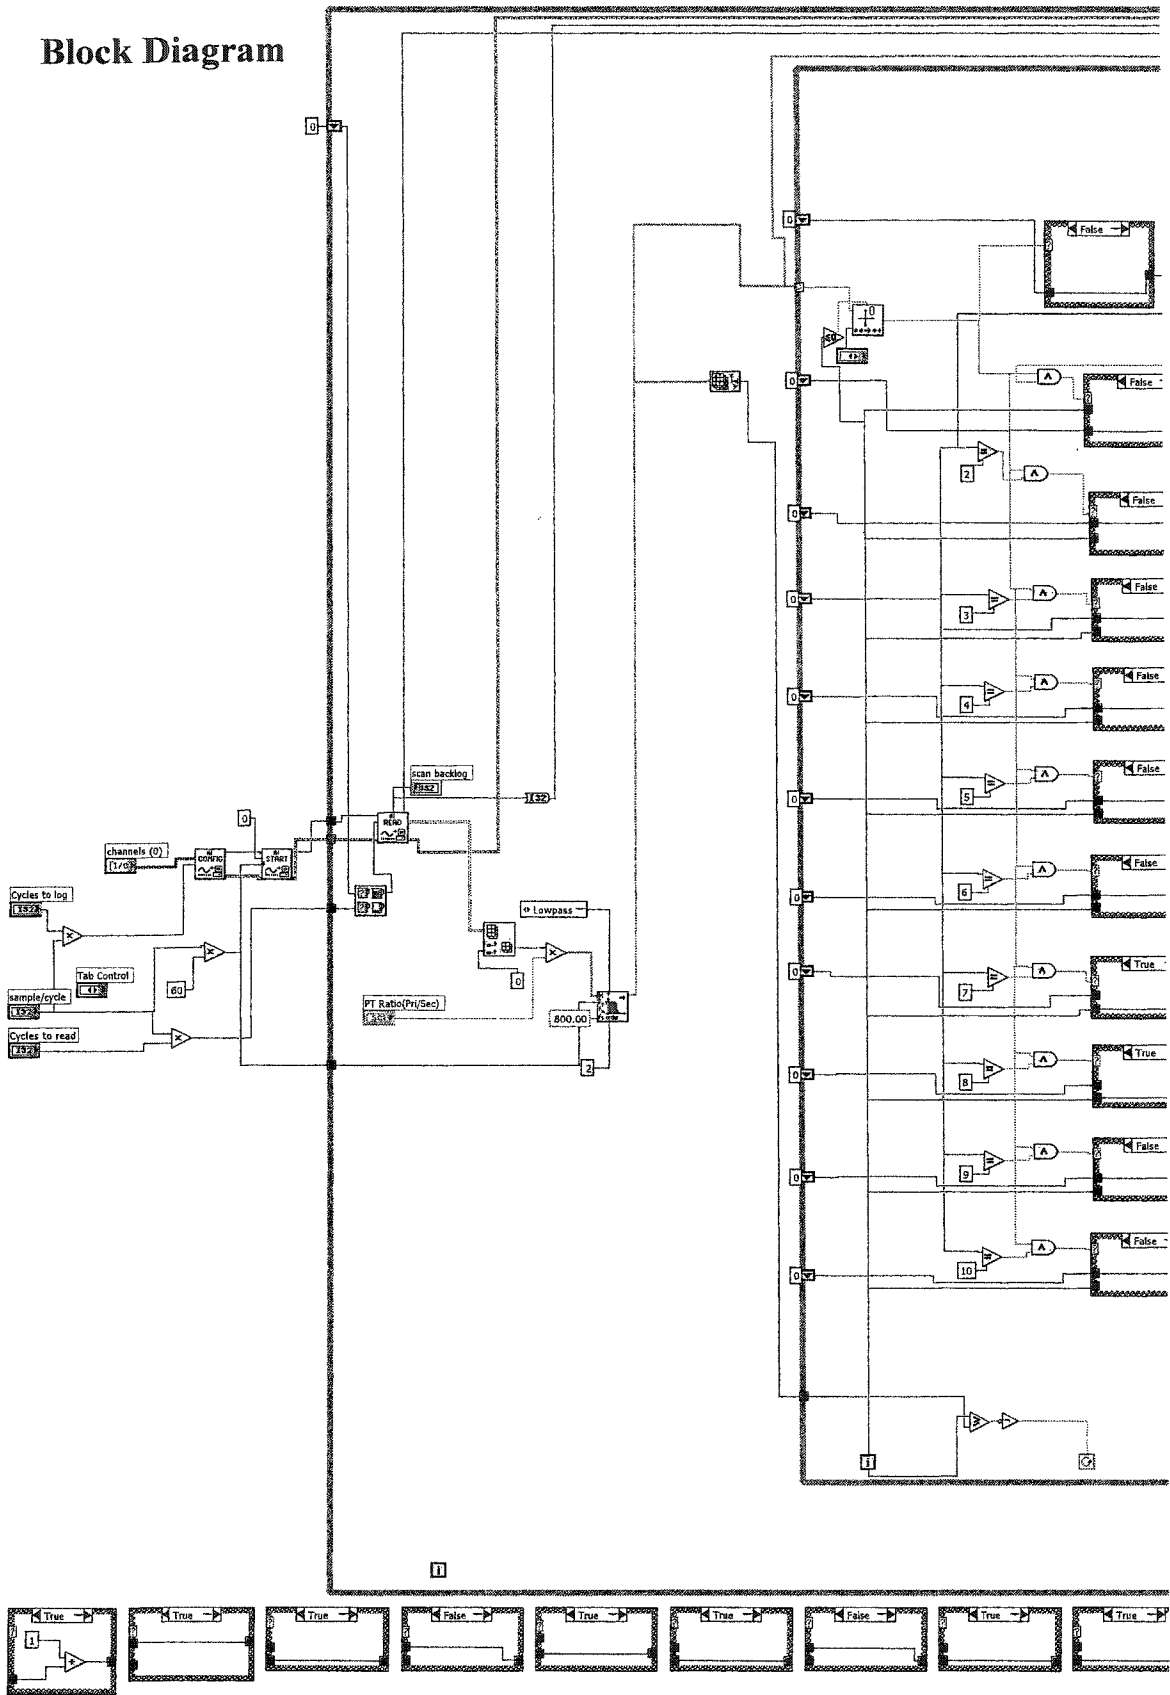 Block Diagram
0
0
False
0
0
False
2
0
False
0
3
False
0
4
False
scan backlog
I32
I32
0
5
False
0
channels (0)
I/O
CONFIG
AI
START
AI
READ
Cycles to log
I32
Lowpass
0
6
False
Tab Control
60
sample/cycle
I32
0
PT Ratio(Pri/Sec)
800.00
0
7
True
Cycles to read
I32
2
0
8
True
0
9
False
0
10
False
i
i
True
True
True
False
True
True
False
True
True
1